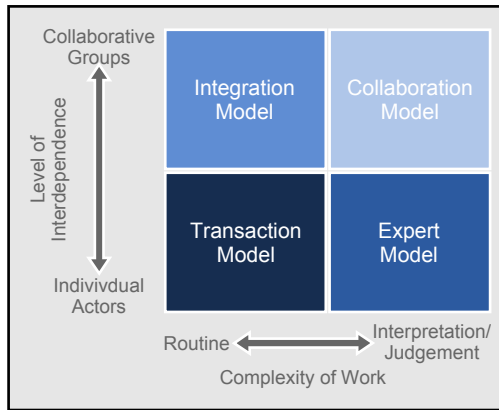 Collaborative
Groups
Integration
Model
Collaboration
Model
Level of
Interdependence
Transaction
Model
Expert
Model
Indivivdual
Actors
Routine
Interpretation/
Judgement
Complexity of Work